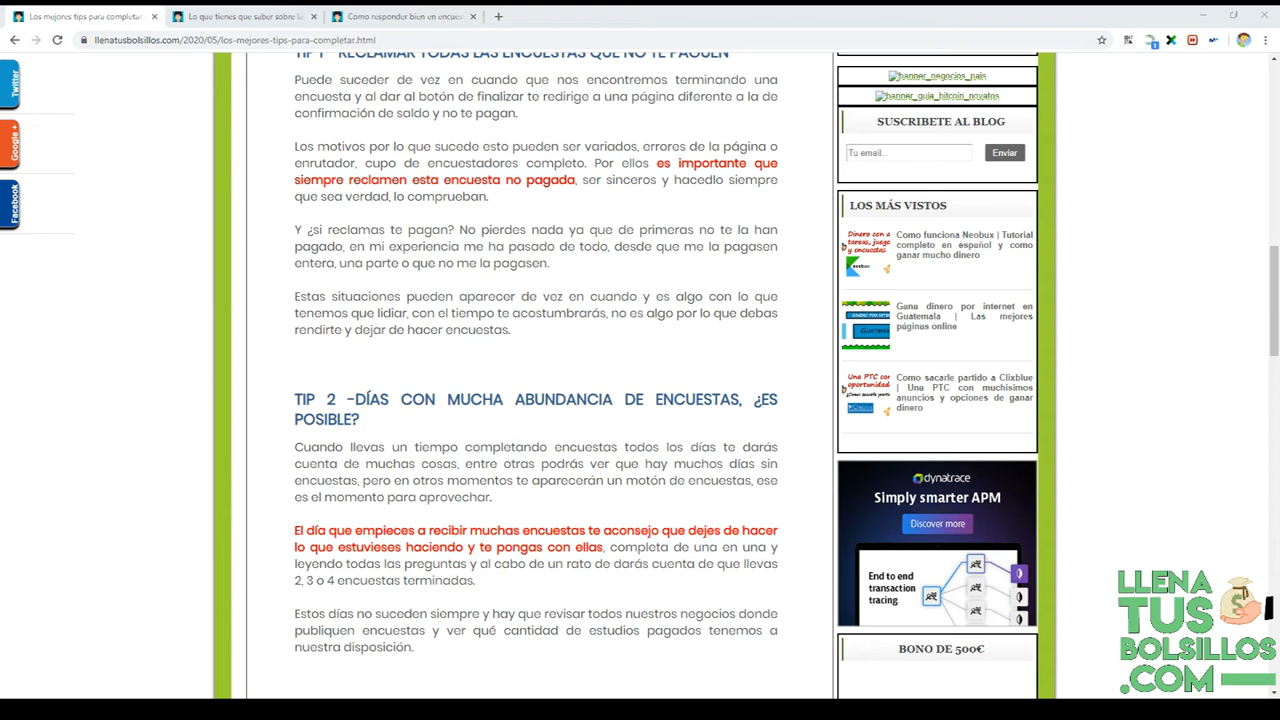 Los mejores tips para completar
Lo que tienes que saber sobre la
Como responder bien en encues
llenatusbolsillos.com/2020/05/los-mejores-tips-para-completar.html
Twitter
Google +
Facebook
TIP 1 - RECLAMAR TODAS LAS ENCUESTAS QUE NO TE PAGUEN
Puede suceder de vez en cuando que nos encontremos terminando una
encuesta y al dar al botón de finalizar te redirige a una página diferente a la de
confirmación de saldo y no te pagan.
Los motivos por lo que sucede esto pueden ser variados, errores de la página o
enrutador, cupo de encuestadores completo. Por ellos es importante que
siempre reclamen esta encuesta no pagada, ser sinceros y hacedlo siempre
que sea verdad, lo comprueban.
Y ¿si reclamas te pagan? No pierdes nada ya que de primeras no te la han
pagado, en mi experiencia me ha pasado de todo, desde que me la pagasen
entera, una parte o que no me la pagasen.
Estas situaciones pueden aparecer de vez en cuando y es algo con lo que
tenemos que lidiar, con el tiempo te acostumbrarás, no es algo por lo que debas
rendirte y dejar de hacer encuestas.
TIP 2 -DÍAS CON MUCHA ABUNDANCIA DE ENCUESTAS, ¿ES
POSIBLE?
Cuando llevas un tiempo completando encuestas todos los días te darás
cuenta de muchas cosas, entre otras podrás ver que hay muchos días sin
encuestas, pero en otros momentos te aparecerán un motón de encuestas, ese
es el momento para aprovechar.
El día que empieces a recibir muchas encuestas te aconsejo que dejes de hacer
lo que estuvieses haciendo y te pongas con ellas, completa de una en una y
leyendo todas las preguntas y al cabo de un rato de darás cuenta de que llevas
2, 3 o 4 encuestas terminadas.
Estos días no suceden siempre y hay que revisar todos nuestros negocios donde
publiquen encuestas y ver qué cantidad de estudios pagados tenemos a
nuestra disposición.
banner_negocios_pais
banner_guia_bitcoin_novatos
SUSCRIBETE AL BLOG
Tu email...
Enviar
LOS MÁS VISTOS
Dinero con
tareas, jueg
y encuestas
neobux
Como funciona Neobux | Tutorial
completo en español y como
ganar mucho dinero
Gana dinero por internet en
Guatemala | Las mejores
páginas online
Una PTC con
oportunidad
Como sacarle partido a Clixblue
| Una PTC con muchisimos
anuncios y opciones de ganar
dinero
dynatrace
Simply smarter APM
Discover more
End to end
transaction
tracing
BONO DE 500€
LLENA
TUS
BOLSILLOS
.COM